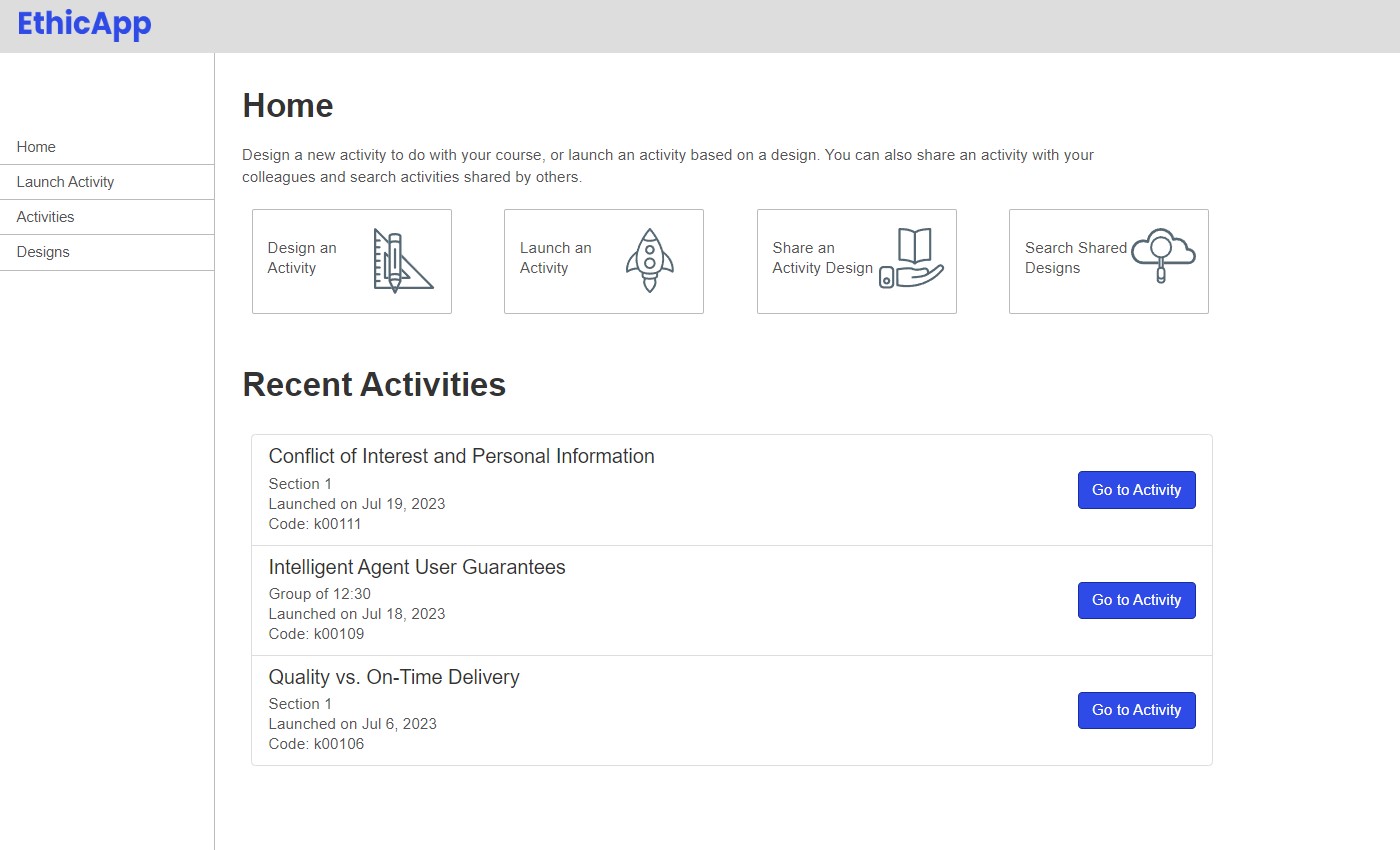 EthicApp
Home
Launch Activity
Activities
Designs
Home
Design a new activity to do with your course, or launch an activity based on a design. You can also share an activity with your
colleagues and search activities shared by others.
Design an
Activity
Launch an
Activity
Share an
Activity Design
Search Shared
Designs
Recent Activities
Conflict of Interest and Personal Information
Section 1
Launched on Jul 19, 2023
Code: k00111
Go to Activity
Intelligent Agent User Guarantees
Group of 12:30
Launched on Jul 18, 2023
Code: k00109
Go to Activity
Quality vs. On-Time Delivery
Section 1
Launched on Jul 6, 2023
Code: k00106
Go to Activity